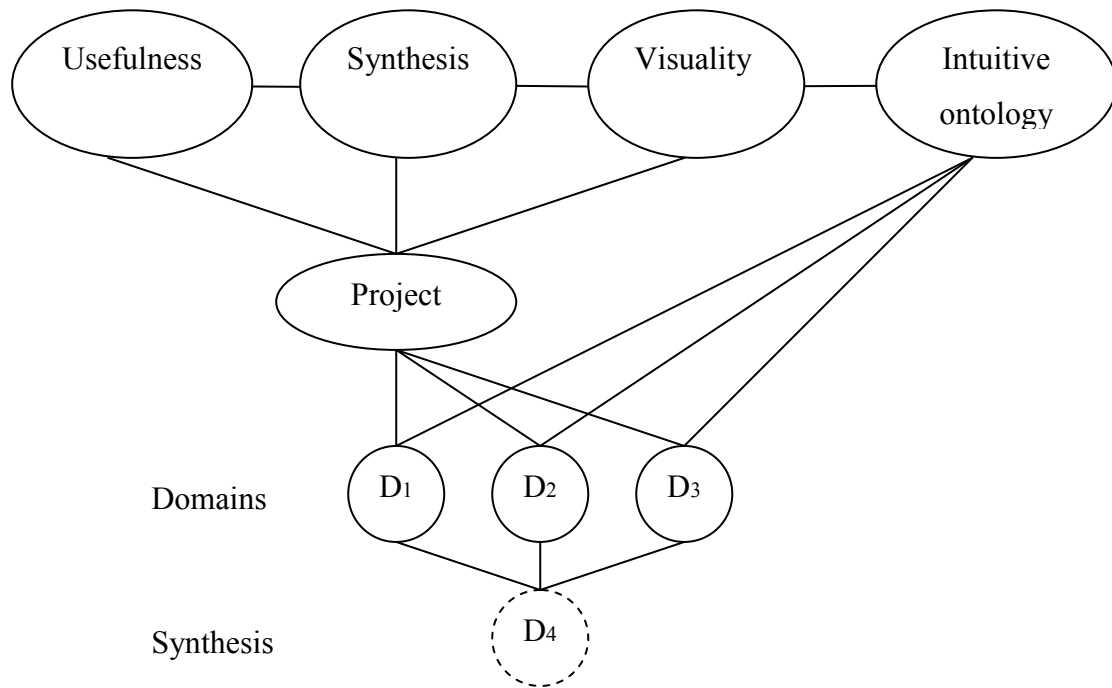 Usefulness
Synthesis
Visuality
Intuitive
ontology
Project
Domains
D1
D2
D3
Synthesis
D4